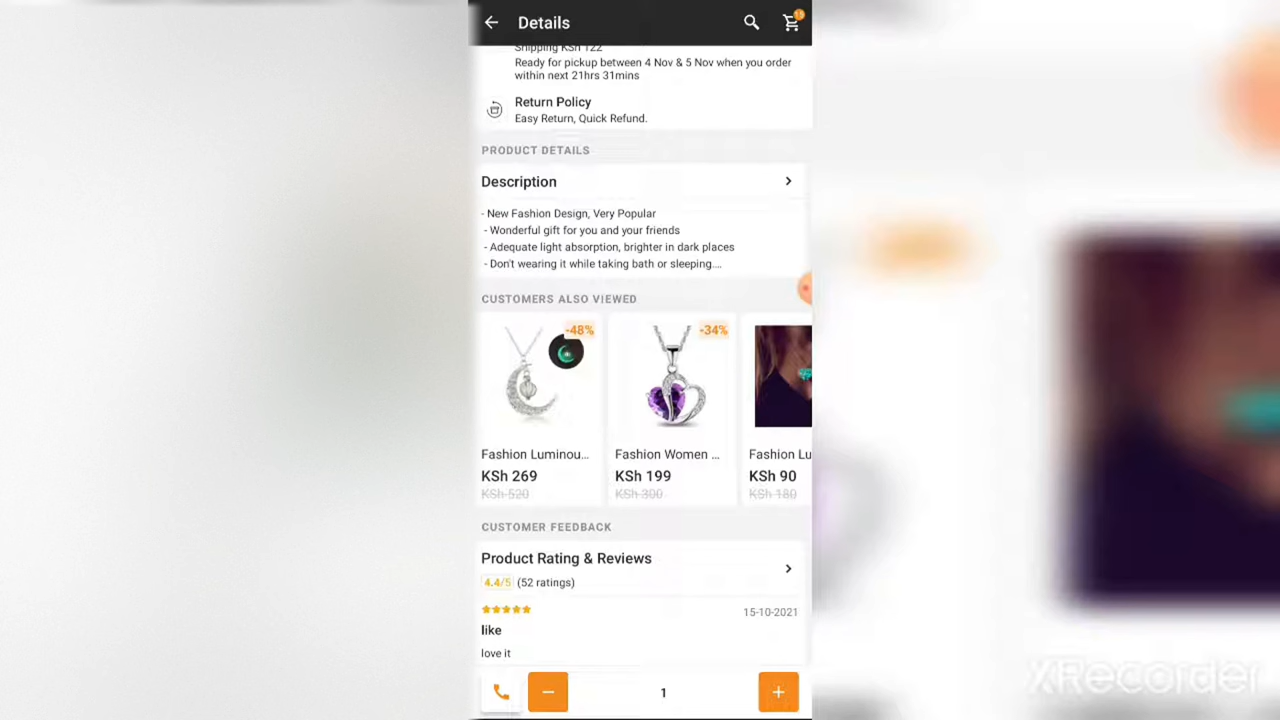 Details
15
Shipping KSh 122
Ready for pickup between 4 Nov & 5 Nov when you order
within next 21hrs 31mins
Return Policy
Easy Return, Quick Refund.
PRODUCT DETAILS
Description
- New Fashion Design, Very Popular
- Wonderful gift for you and your friends
- Adequate light absorption, brighter in dark places
- Don't wearing it while taking bath or sleeping....
CUSTOMERS ALSO VIEWED
-48%
-34%
Fashion Luminou...
Fashion Women ...
Fashion Lu
KSh 269
KSh 199
KSh 90
KSh 520
KSh 300
KSh 180
CUSTOMER FEEDBACK
Product Rating & Reviews
4.4/5 (52 ratings)
15-10-2021
like
love it
1
XRecorder